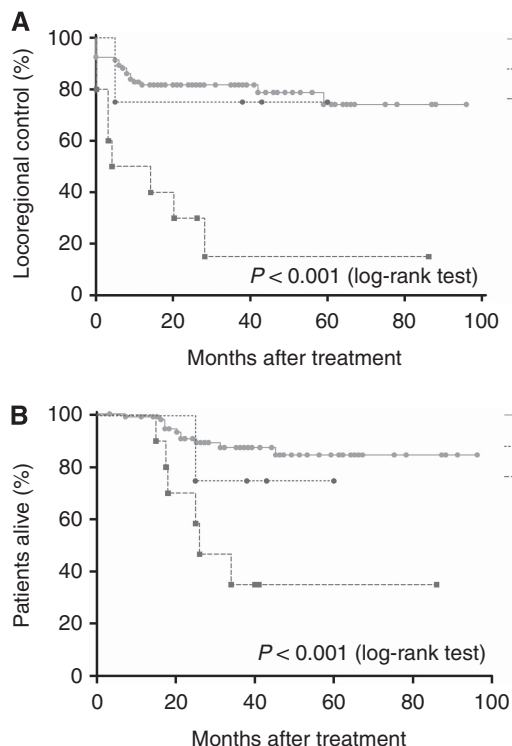 A
Locoregional control (%)
100
80
60
40
20
0
P < 0.001 (log-rank test)
0 20 40 60 80 100
Months after treatment
B
Patients alive (%)
100
80
60
40
20
0
P < 0.001 (log-rank test)
0 20 40 60 80 100
Months after treatment